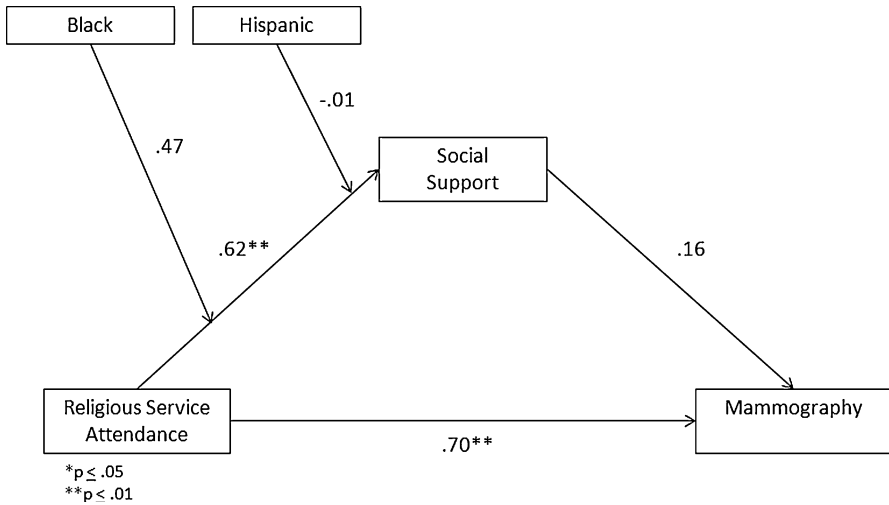 Black
Hispanic
-.01
.47
Social
Support
.62**
.16
Religious Service
Attendance
Mammography
.70**
*p ≤ .05
**p ≤ .01